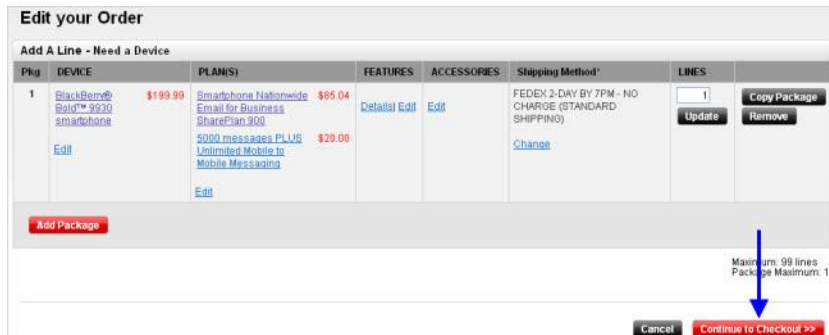 Edit your Order
Add A Line - Need a Device
Pkg DEVICE PLAN(S) FEATURES ACCESSORIES Shipping Method* LINES
1
BlackBerry®
Bold™ 9930
smartphone
$199.99
Edit
Smartphone Nationwide
Email for Business
SharePlan 900
$85.04
5000 messages PLUS
Unlimited Mobile to
Mobile Messaging
$20.00
Edit
Details| Edit
Edit
FEDEX 2-DAY BY 7PM - NO
CHARGE (STANDARD
SHIPPING)
Change
1
Update
Copy Package
Remove
Add Package
Maximum: 99 lines
Package Maximum: 1
Cancel
Continue to Checkout >>